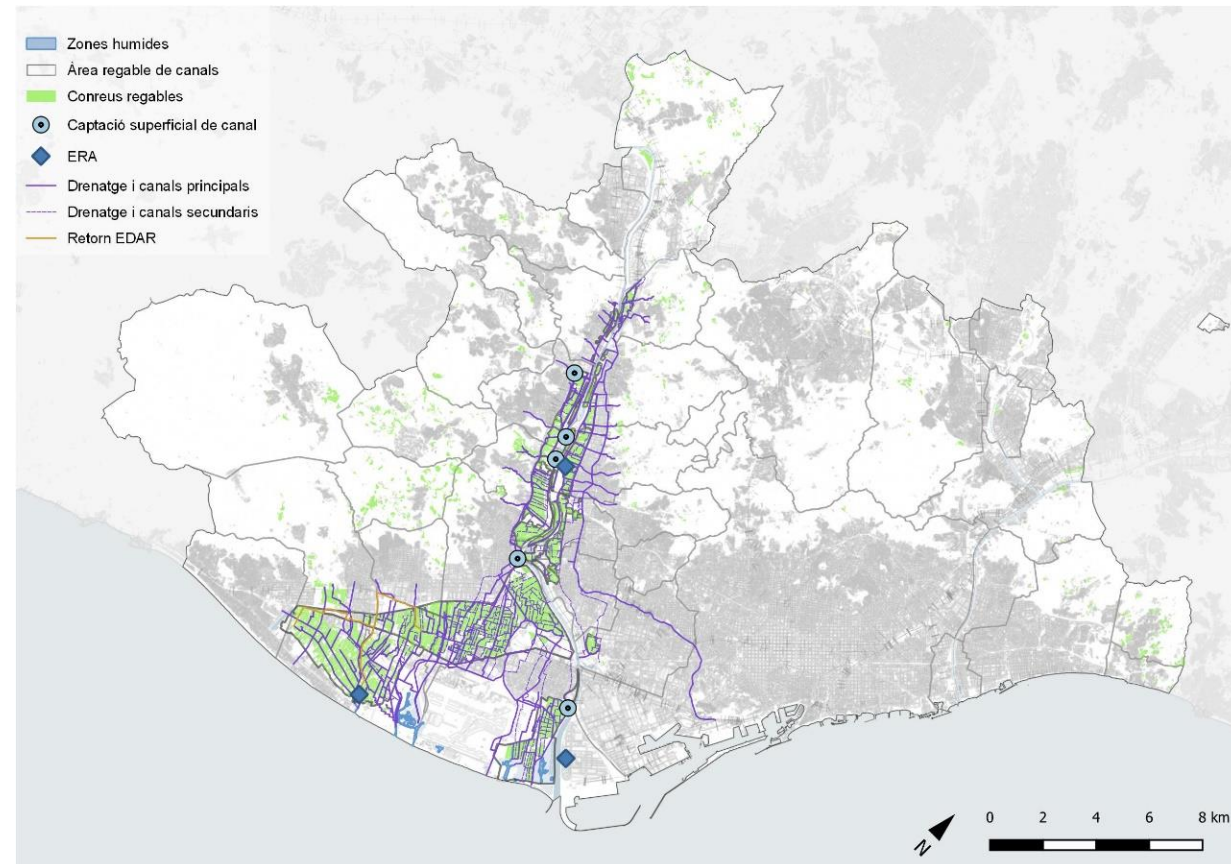 Zones humides
Àrea regable de canals
Conreus regables
Captació superficial de canal
ERA
Drenatge i canals principals
Drenatge i canals secundaris
Retorn EDAR
N
0 2 4 6 8 km